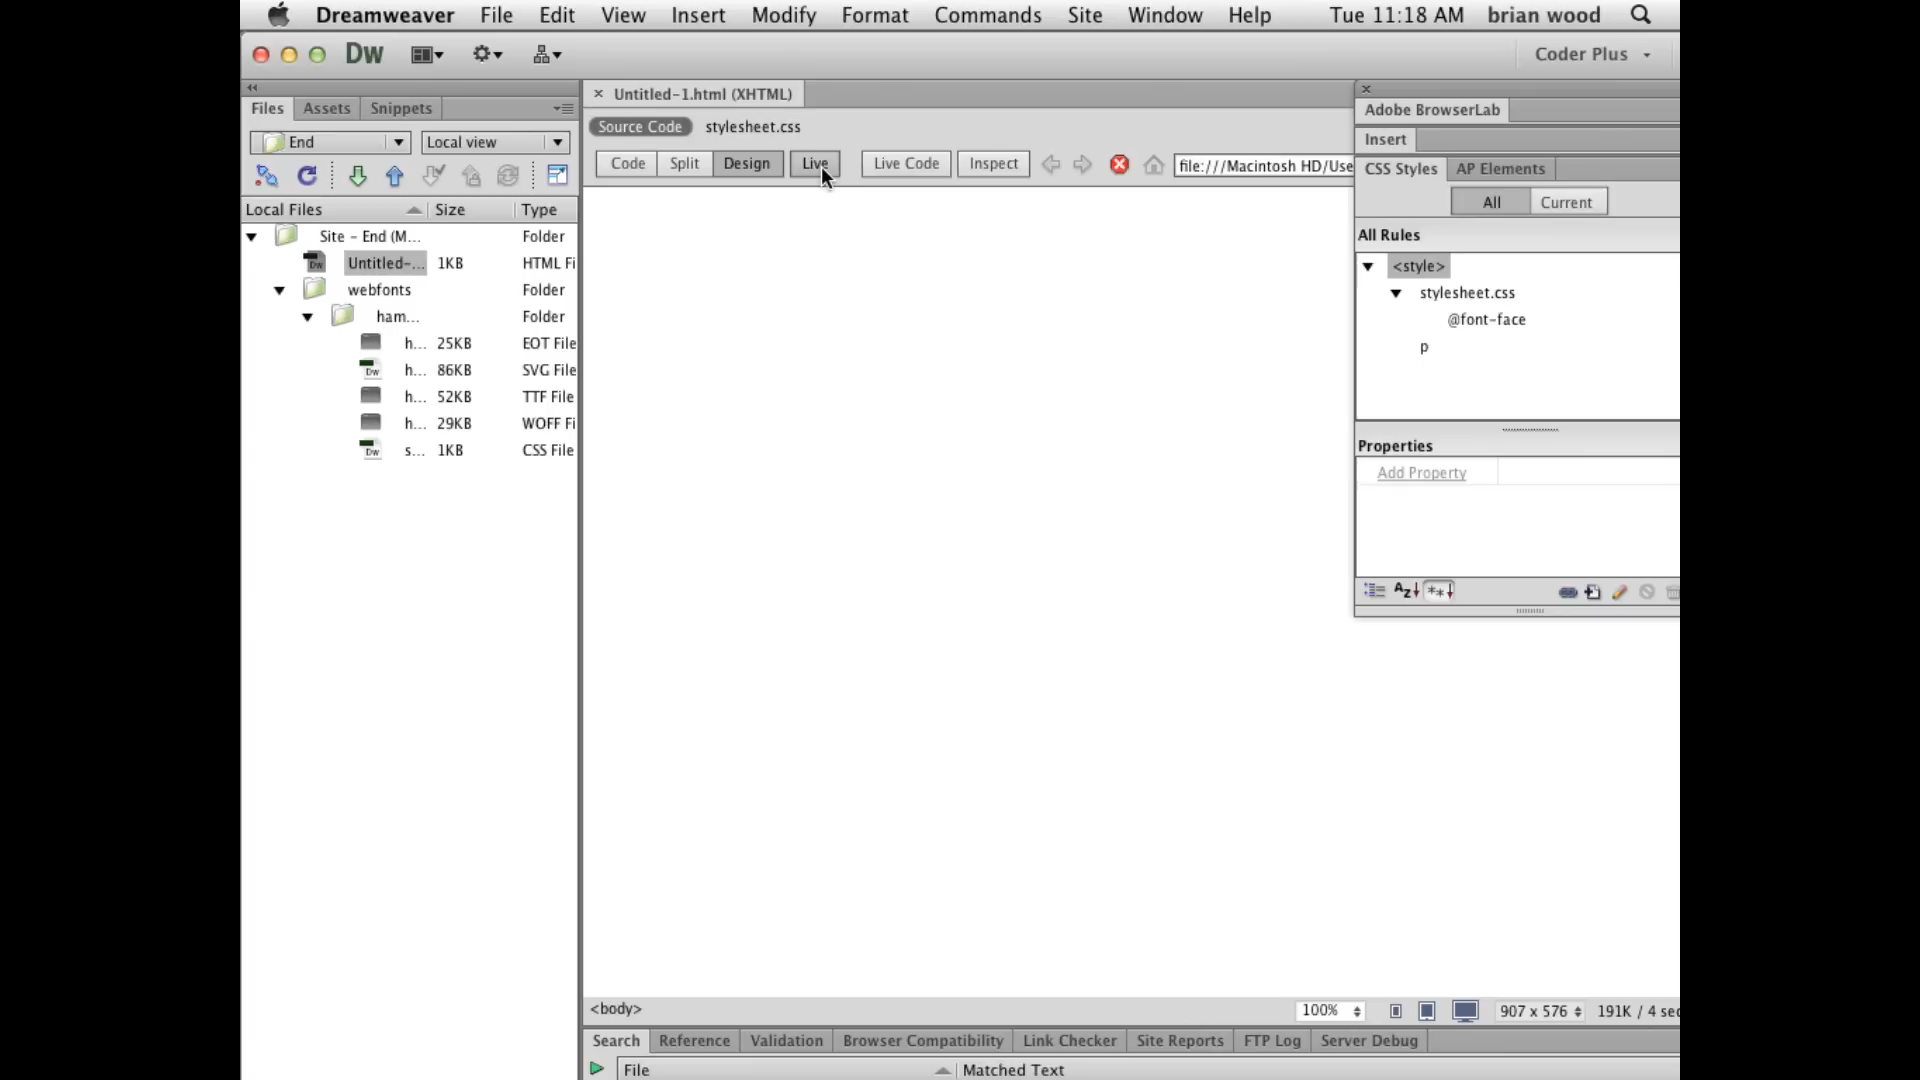 Dreamweaver File Edit View Insert Modify Format Commands Site Window Help Tue 11:18 AM brian wood
Dw Coder Plus
Files Assets Snippets
Untitled-1.html (XHTML)
Adobe BrowserLab
Source Code stylesheet.css
Insert
End Local view
Code Split Design Live Live Code Inspect file:///Macintosh HD/Use
CSS Styles AP Elements
All Current
Local Files Size Type
All Rules
Site - End (M... Folder
Untitled-... 1KB HTML Fi
webfonts Folder
ham... Folder
h... 25KB EOT File
h... 86KB SVG File
h... 52KB TTF File
h... 29KB WOFF Fi
s... 1KB CSS File
<style>
stylesheet.css
@font-face
p
Properties
Add Property
<body> 100% 907 x 576 191K / 4 sec
Search Reference Validation Browser Compatibility Link Checker Site Reports FTP Log Server Debug
File Matched Text